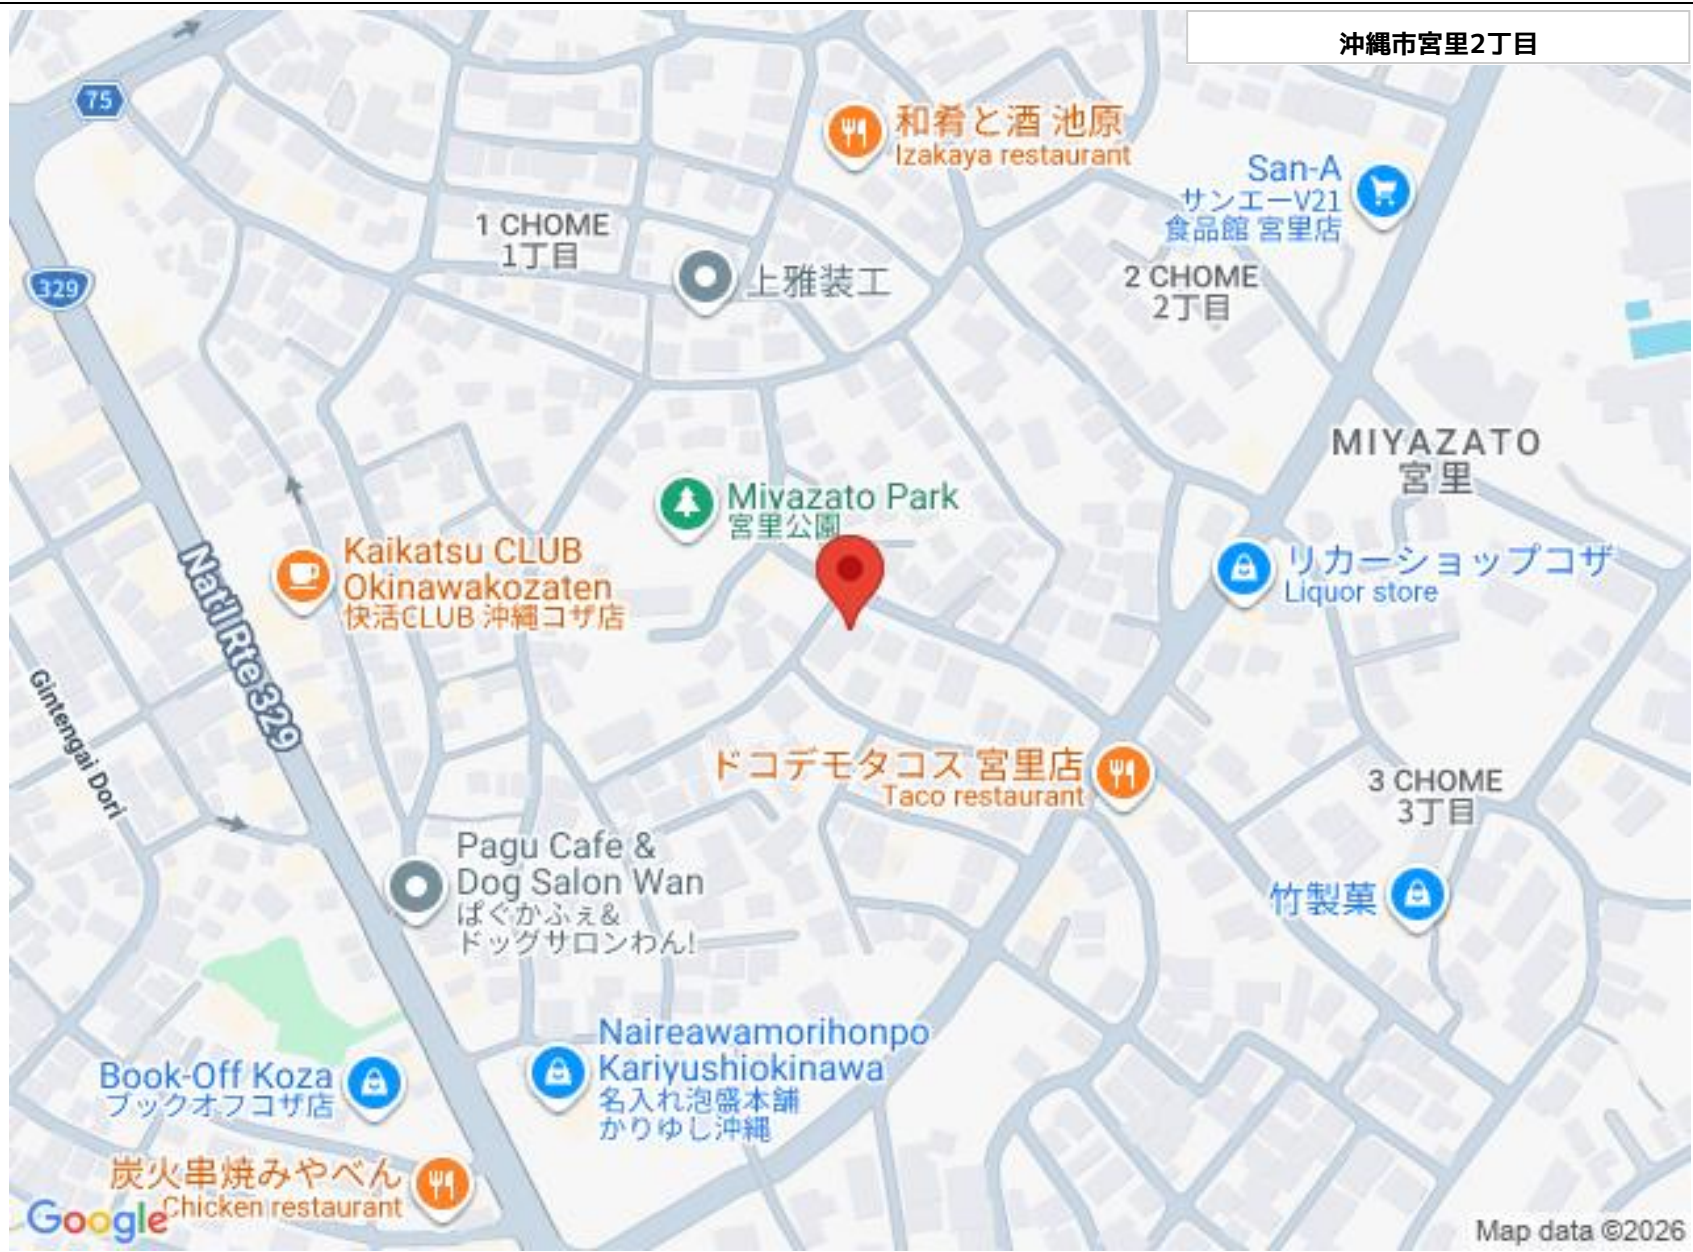 沖縄市宮里2丁目
75
和肴と酒 池原
Izakaya restaurant
San-A
サンエーV21
食品館 宮里店
1 CHOME
1丁目
上雅装工
2 CHOME
2丁目
329
MIYAZATO
宮里
Miyazato Park
宮里公園
Kaikatsu CLUB
Okinawakozaten
快活CLUB 沖縄コザ店
リカーショップコザ
Liquor store
Nat'l Rte 329
Gintengai Dori
ドコデモタコス 宮里店
Taco restaurant
3 CHOME
3丁目
Pagu Cafe &
Dog Salon Wan
ぱぐかふぇ&
ドッグサロンわん!
竹製菓
Naireawamorihonpo
Kariyushiokinawa
名入れ泡盛本舗
かりゆし沖縄
Book-Off Koza
ブックオフコザ店
炭火串焼みやべん
Chicken restaurant
Google
Map data ©2026